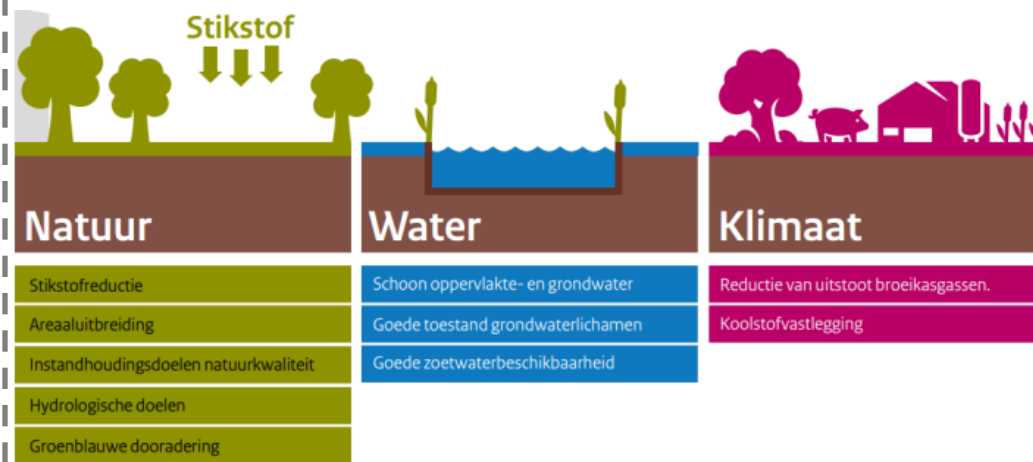 Stikstof
Natuur
Stikstofreductie
Areaaluitbreiding
Instandhoudingsdoelen natuurkwaliteit
Hydrologische doelen
Groenblauwe dooradering
Water
Schoon oppervlakte- en grondwater
Goede toestand grondwaterlichamen
Goede zoetwaterbeschikbaarheid
Klimaat
Reductie van uitstoot broeikasgassen.
Koolstofvastlegging